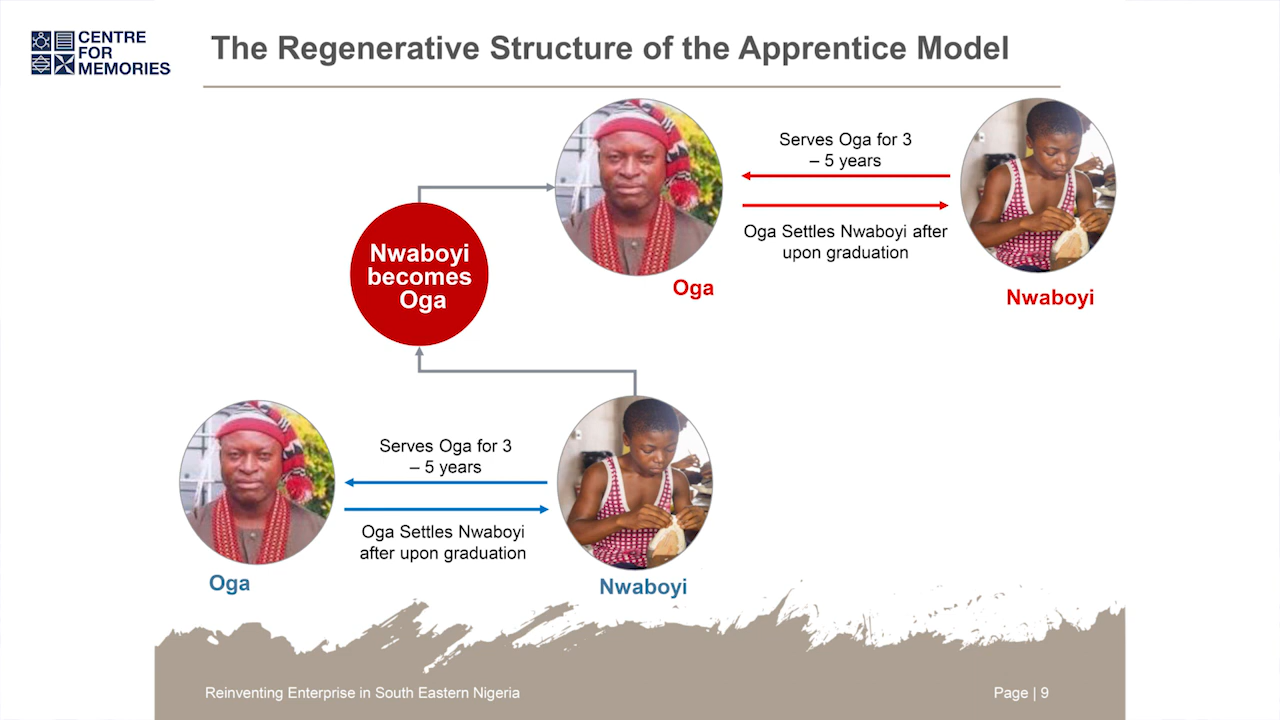 CENTRE
FOR
MEMORIES
The Regenerative Structure of the Apprentice Model
Serves Oga for 3
– 5 years
Oga Settles Nwaboyi after
upon graduation
Oga
Nwaboyi
Nwaboyi
becomes
Oga
Serves Oga for 3
– 5 years
Oga Settles Nwaboyi
after upon graduation
Oga
Nwaboyi
Reinventing Enterprise in South Eastern Nigeria
Page | 9